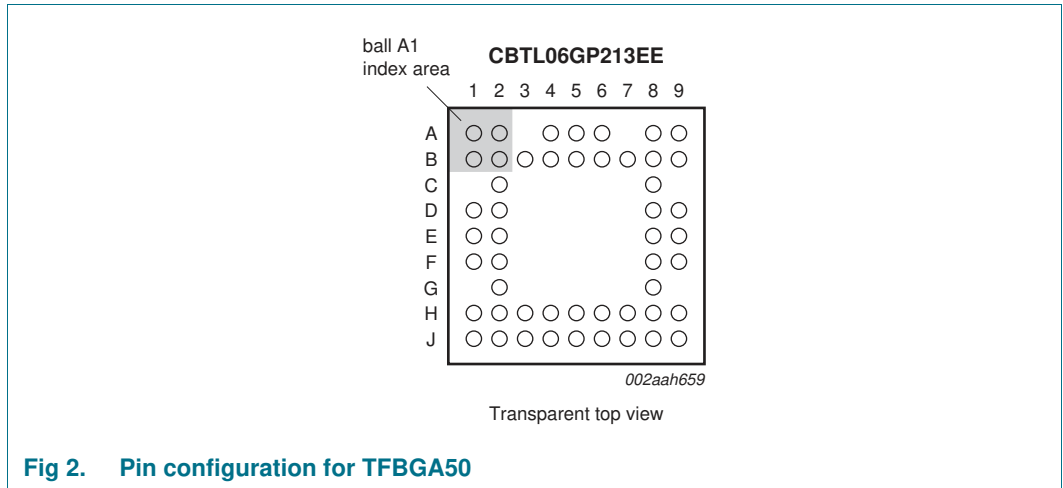 ball A1
index area
CBTL06GP213EE
1 2 3 4 5 6 7 8 9
A
B
C
D
E
F
G
H
J
002aah659
Transparent top view
Fig 2. Pin configuration for TFBGA50